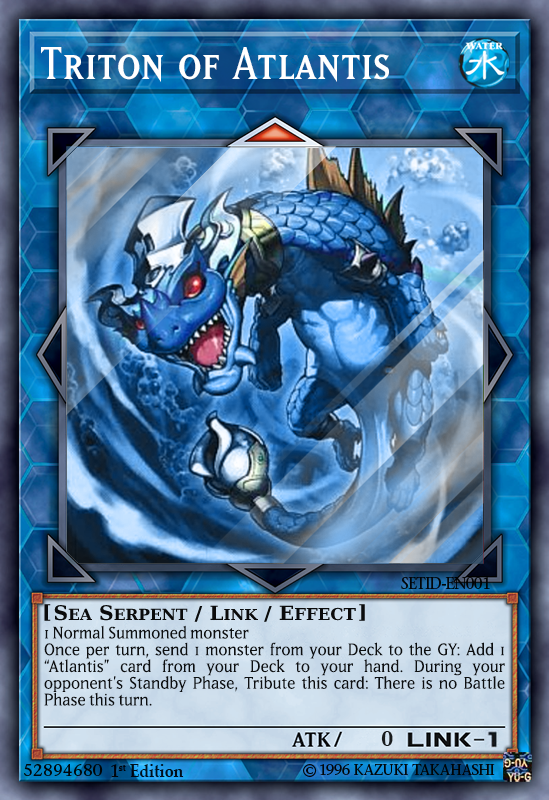 TRITON OF ATLANTIS
WATER
水
SETID-EN001
[SEA SERPENT / LINK / EFFECT]
1 Normal Summoned monster
Once per turn, send 1 monster from your Deck to the GY: Add 1
“Atlantis” card from your Deck to your hand. During your
opponent's Standby Phase, Tribute this card: There is no Battle
Phase this turn.
ATK/ 0 LINK-1
52894680 1st Edition © 1996 KAZUKI TAKAHASHI
YU-G